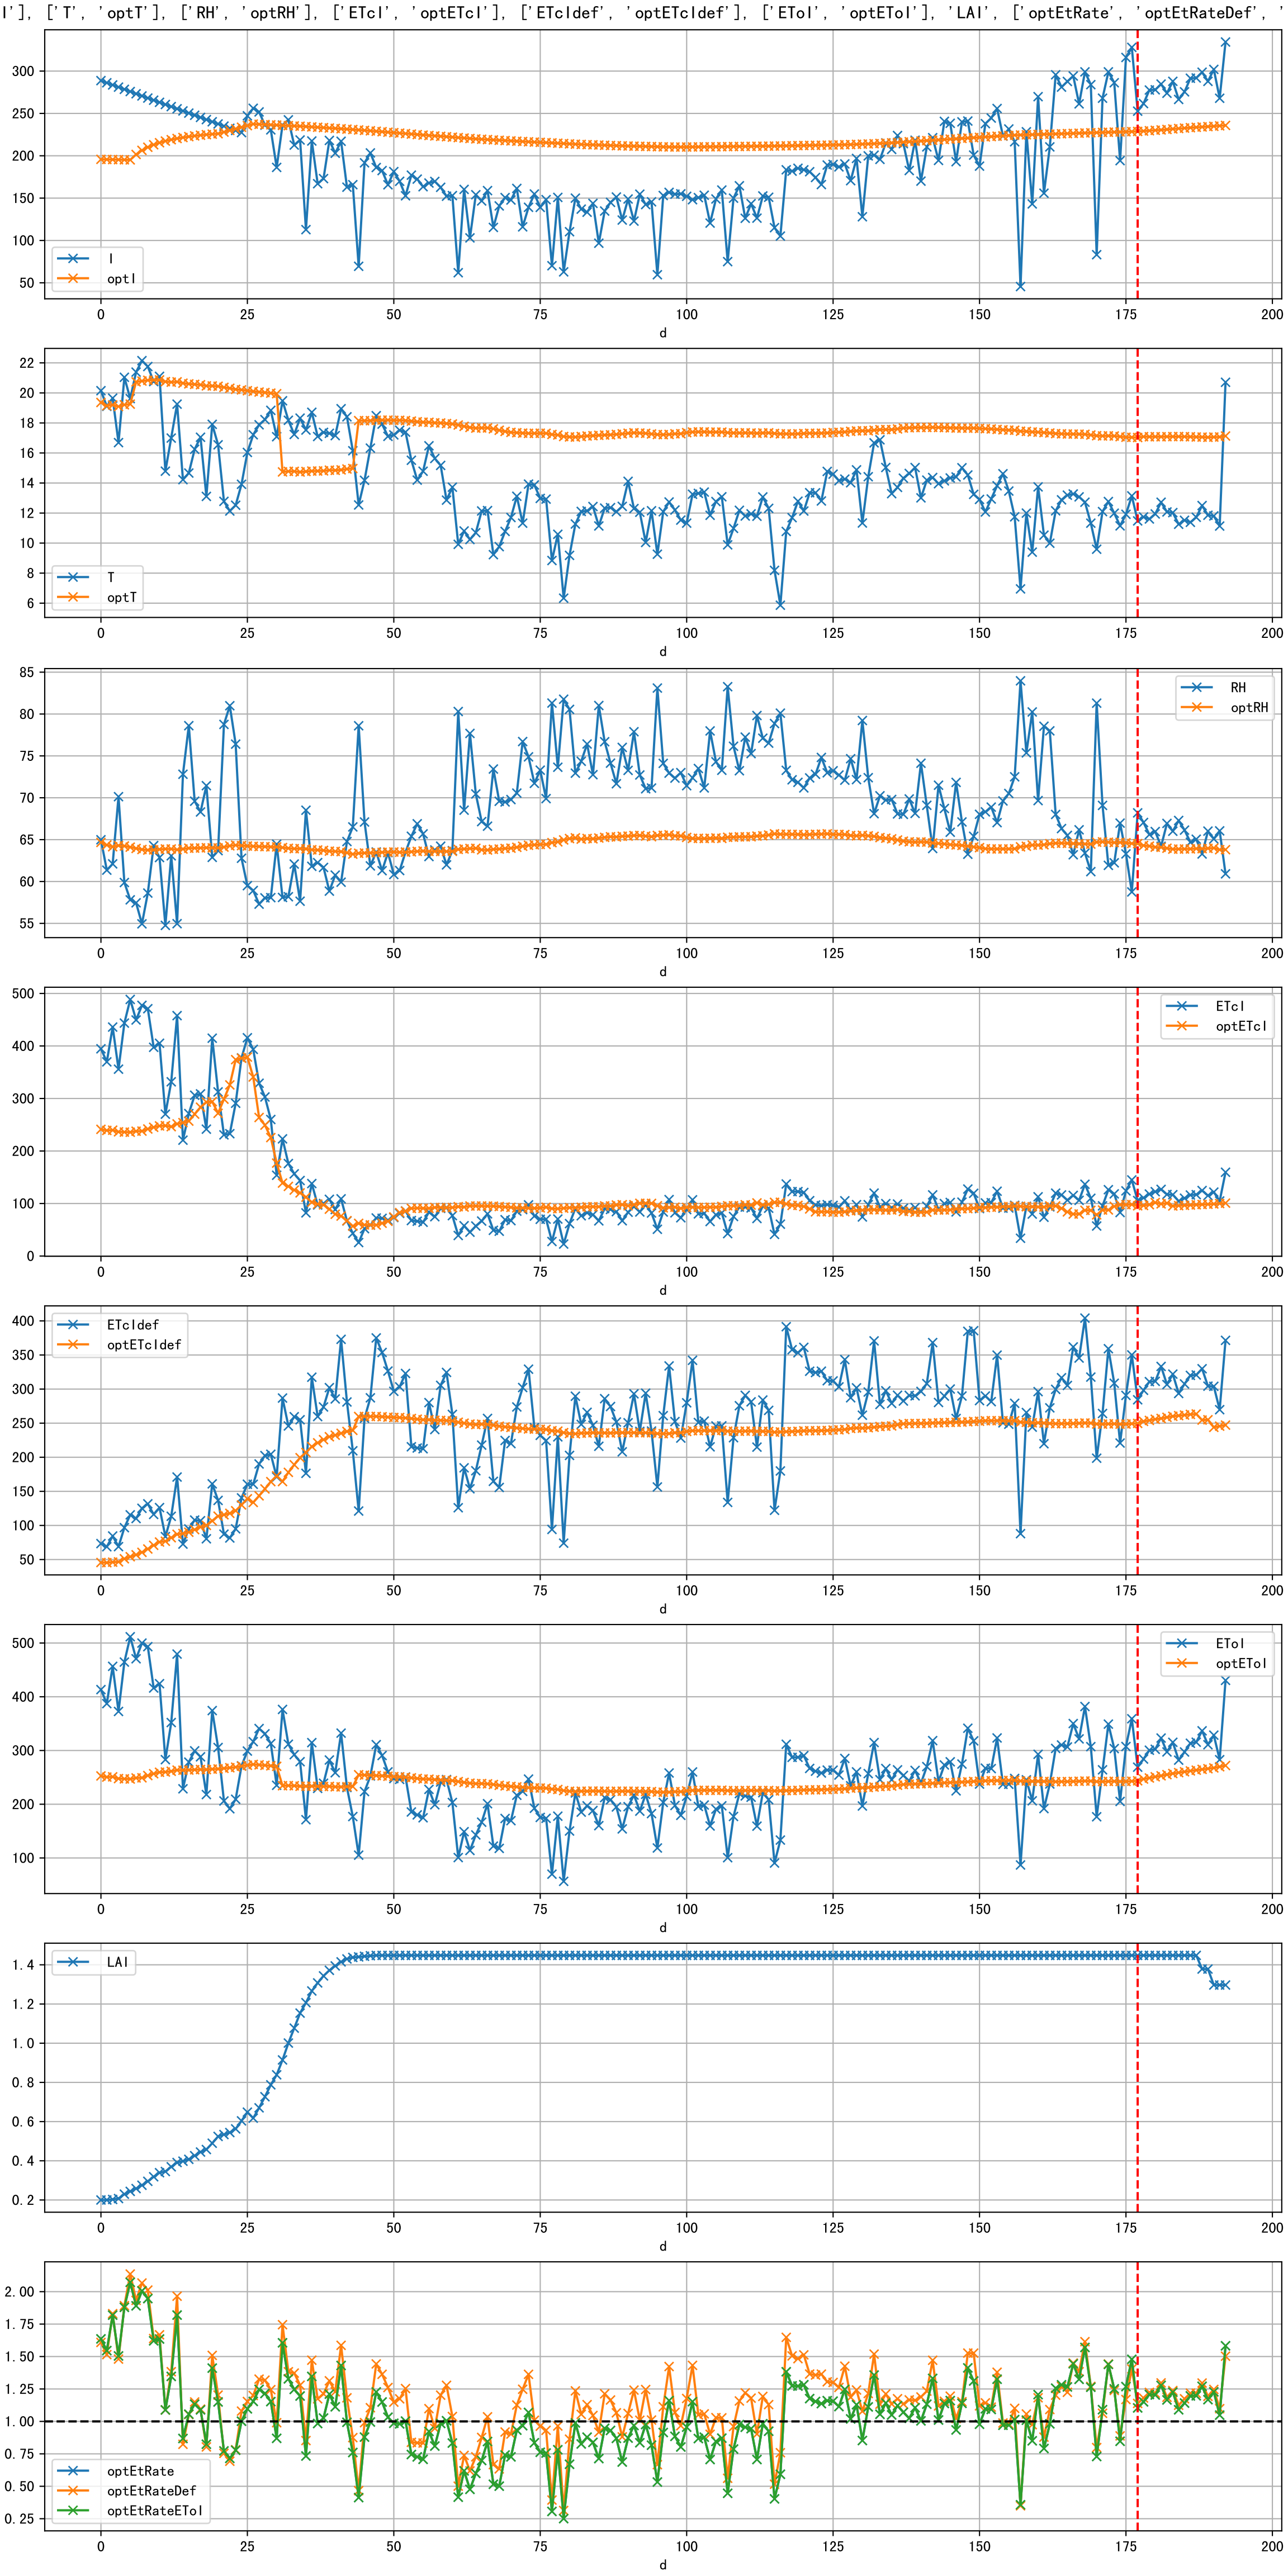 I'], ['T', 'optT'], ['RH', 'optRH'], ['ETcI', 'optETcI'], ['ETcIdef', 'optETcIdef'], ['EToI', 'optEToI'], 'LAI', ['optEtRate', 'optEtRateDef', '
300
250
200
150
100
50
I
optI
0 25 50 75 100 125 150 175 200
d
22
20
18
16
14
12
10
8
6
T
optT
0 25 50 75 100 125 150 175 200
d
85
80
75
70
65
60
55
RH
optRH
0 25 50 75 100 125 150 175 200
d
500
400
300
200
100
0
ETcI
optETcI
0 25 50 75 100 125 150 175 200
d
400
350
300
250
200
150
100
50
ETcIdef
optETcIdef
0 25 50 75 100 125 150 175 200
d
500
400
300
200
100
EToI
optEToI
0 25 50 75 100 125 150 175 200
d
1.4
1.2
1.0
0.8
0.6
0.4
0.2
LAI
0 25 50 75 100 125 150 175 200
d
2.00
1.75
1.50
1.25
1.00
0.75
0.50
0.25
optEtRate
optEtRateDef
optEtRateEToI
0 25 50 75 100 125 150 175 200
d